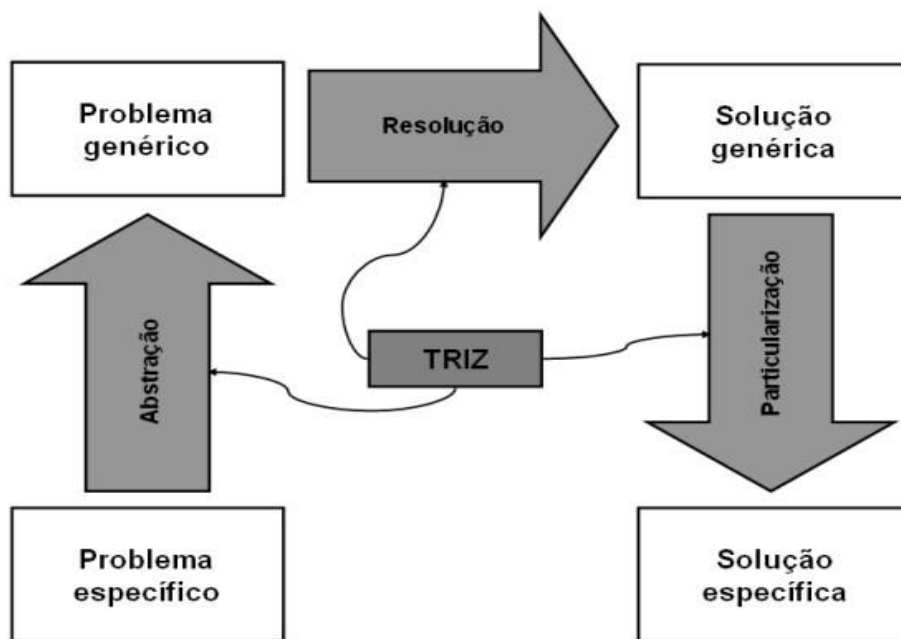 Problema
genérico
Resolução
Solução
genérica
Abstração
TRIZ
Particularização
Problema
específico
Solução
específica